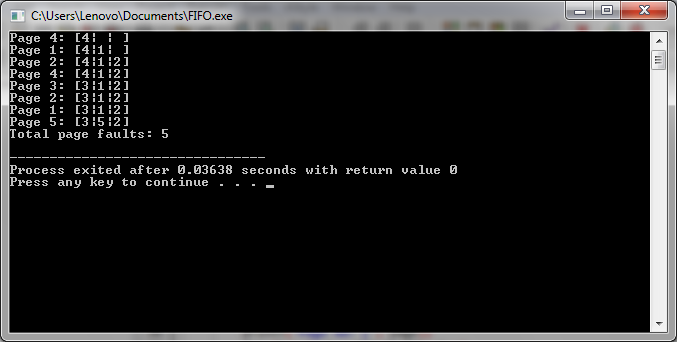 C:\Users\Lenovo\Documents\FIFO.exe
Page 4: [4¦ ¦ ]
Page 1: [4¦1¦ ]
Page 2: [4¦1¦2]
Page 4: [4¦1¦2]
Page 3: [3¦1¦2]
Page 2: [3¦1¦2]
Page 1: [3¦1¦2]
Page 5: [3¦5¦2]
Total page faults: 5
--------------------------------
Process exited after 0.03638 seconds with return value 0
Press any key to continue . . .